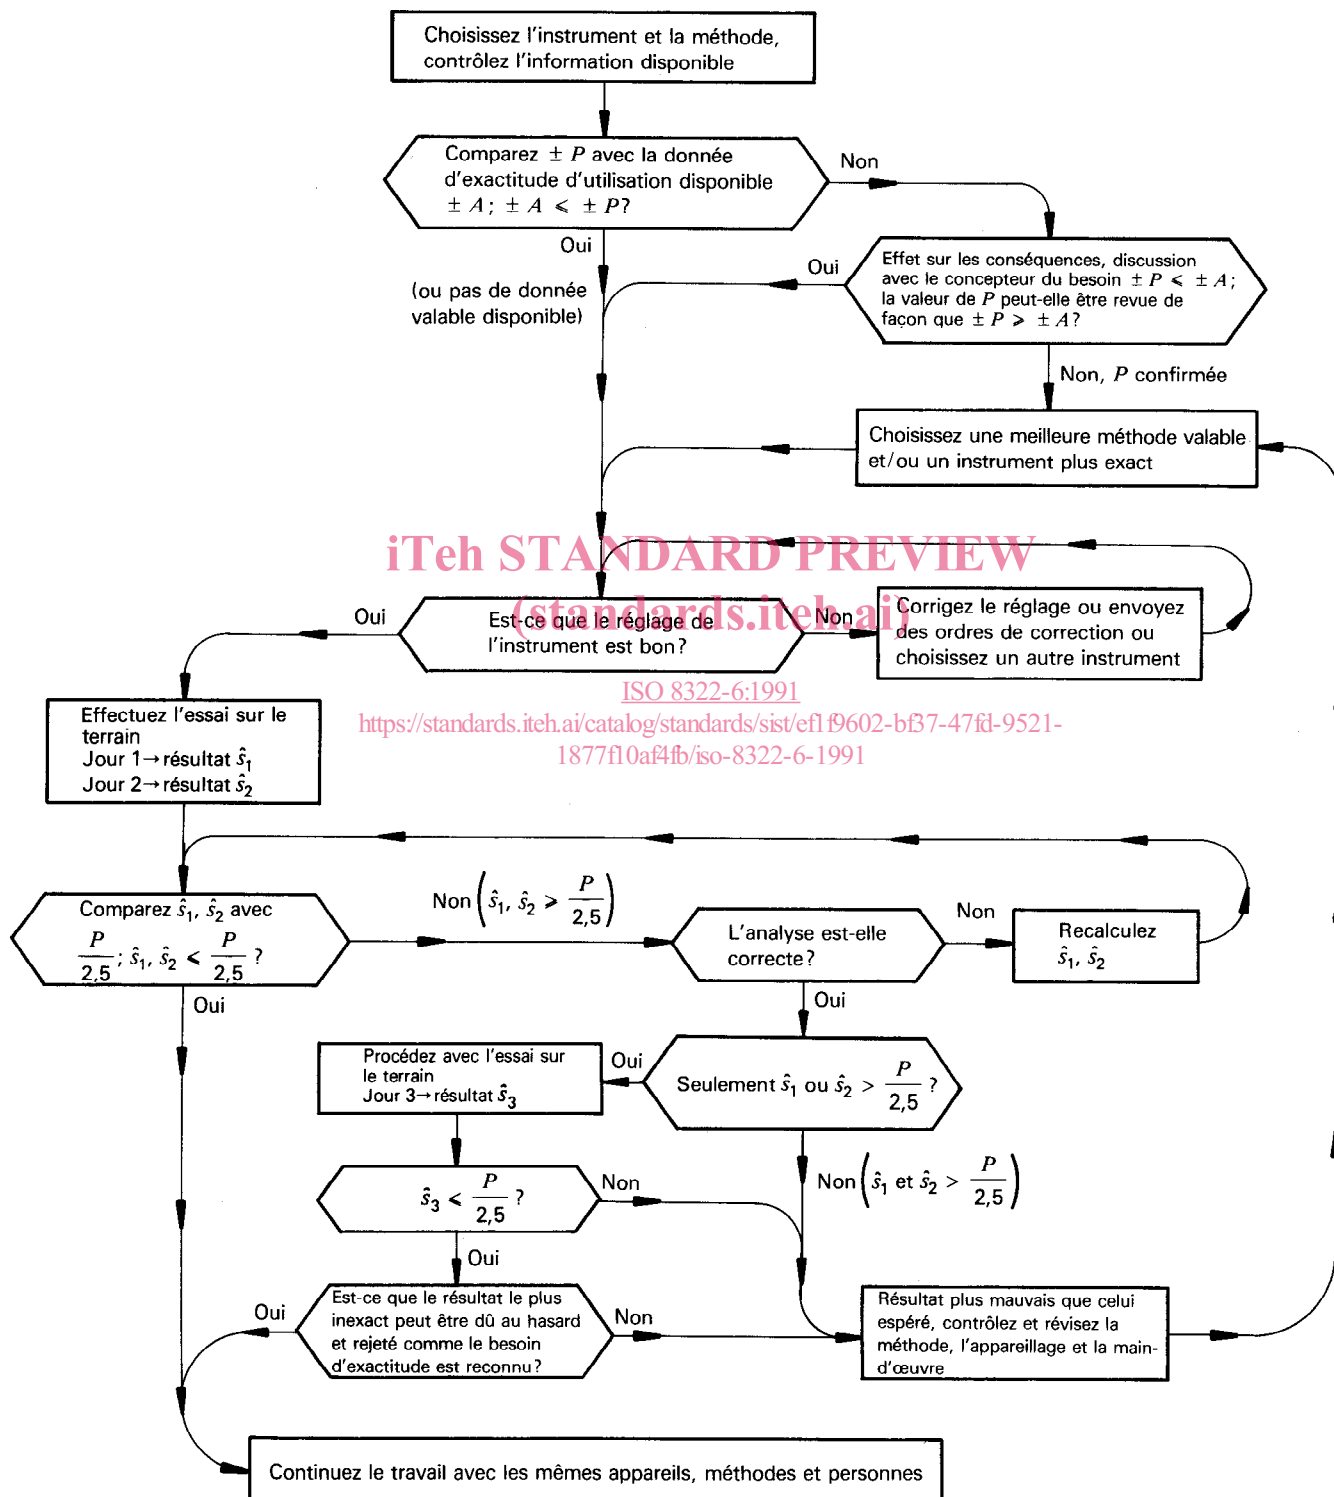 Choisissez l'instrument et la méthode,
contrôlez l'information disponible
Comparez ± P avec la donnée
d'exactitude d'utilisation disponible
± A; ± A ⩽ ± P?
Non
Oui
(ou pas de donnée
valable disponible)
Effet sur les conséquences, discussion
avec le concepteur du besoin ± P ⩽ ± A;
la valeur de P peut-elle être revue de
façon que ± P ⩾ ± A?
Oui
Non, P confirmée
Choisissez une meilleure méthode valable
et/ou un instrument plus exact
iTeh STANDARD PREVIEW
(standards.iteh.ai)
Est-ce que le réglage de
l'instrument est bon?
Oui
Non
Corrigez le réglage ou envoyez
des ordres de correction ou
choisissez un autre instrument
ISO 8322-6:1991
https://standards.iteh.ai/catalog/standards/sist/ef1f9602-bf37-47fd-9521-
1877f10af4fb/iso-8322-6-1991
Effectuez l'essai sur le
terrain
Jour 1→résultat ŝ1
Jour 2→résultat ŝ2
Comparez ŝ1, ŝ2 avec
P/2,5; ŝ1, ŝ2 ⩽ P/2,5 ?
Non (ŝ1, ŝ2 ⩾ P/2,5)
Oui
L'analyse est-elle
correcte?
Non
Recalculez
ŝ1, ŝ2
Oui
Seulement ŝ1 ou ŝ2 > P/2,5 ?
Oui
Procédez avec l'essai sur
le terrain
Jour 3→résultat ŝ3
Non (ŝ1 et ŝ2 > P/2,5)
ŝ3 ⩽ P/2,5 ?
Non
Oui
Est-ce que le résultat le plus
inexact peut être dû au hasard
et rejeté comme le besoin
d'exactitude est reconnu?
Oui
Non
Résultat plus mauvais que celui
espéré, contrôlez et révisez la
méthode, l'appareillage et la main-
d'œuvre
Continuez le travail avec les mêmes appareils, méthodes et personnes